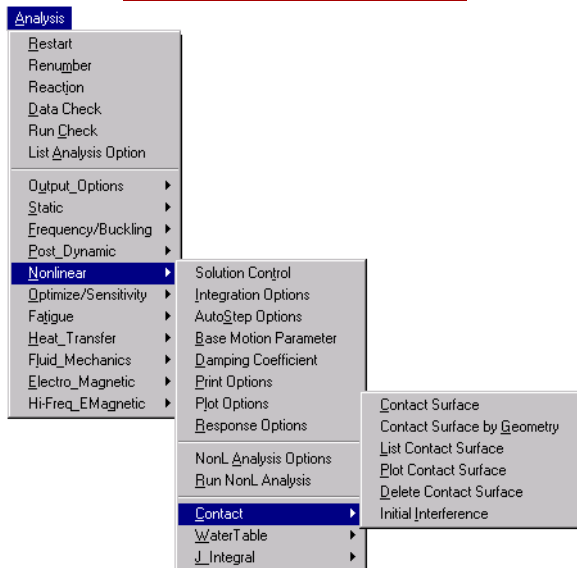 Analysis
Restart
Renumber
Reaction
Data Check
Run Check
List Analysis Option
Output_Options
Static
Frequency/Buckling
Post_Dynamic
Nonlinear
Optimize/Sensitivity
Fatigue
Heat_Transfer
Fluid_Mechanics
Electro_Magnetic
Hi-Freq_EMagnetic
Solution Control
Integration Options
AutoStep Options
Base Motion Parameter
Damping Coefficient
Print Options
Plot Options
Response Options
NonL Analysis Options
Run NonL Analysis
Contact
WaterTable
J_Integral
Contact Surface
Contact Surface by Geometry
List Contact Surface
Plot Contact Surface
Delete Contact Surface
Initial Interference